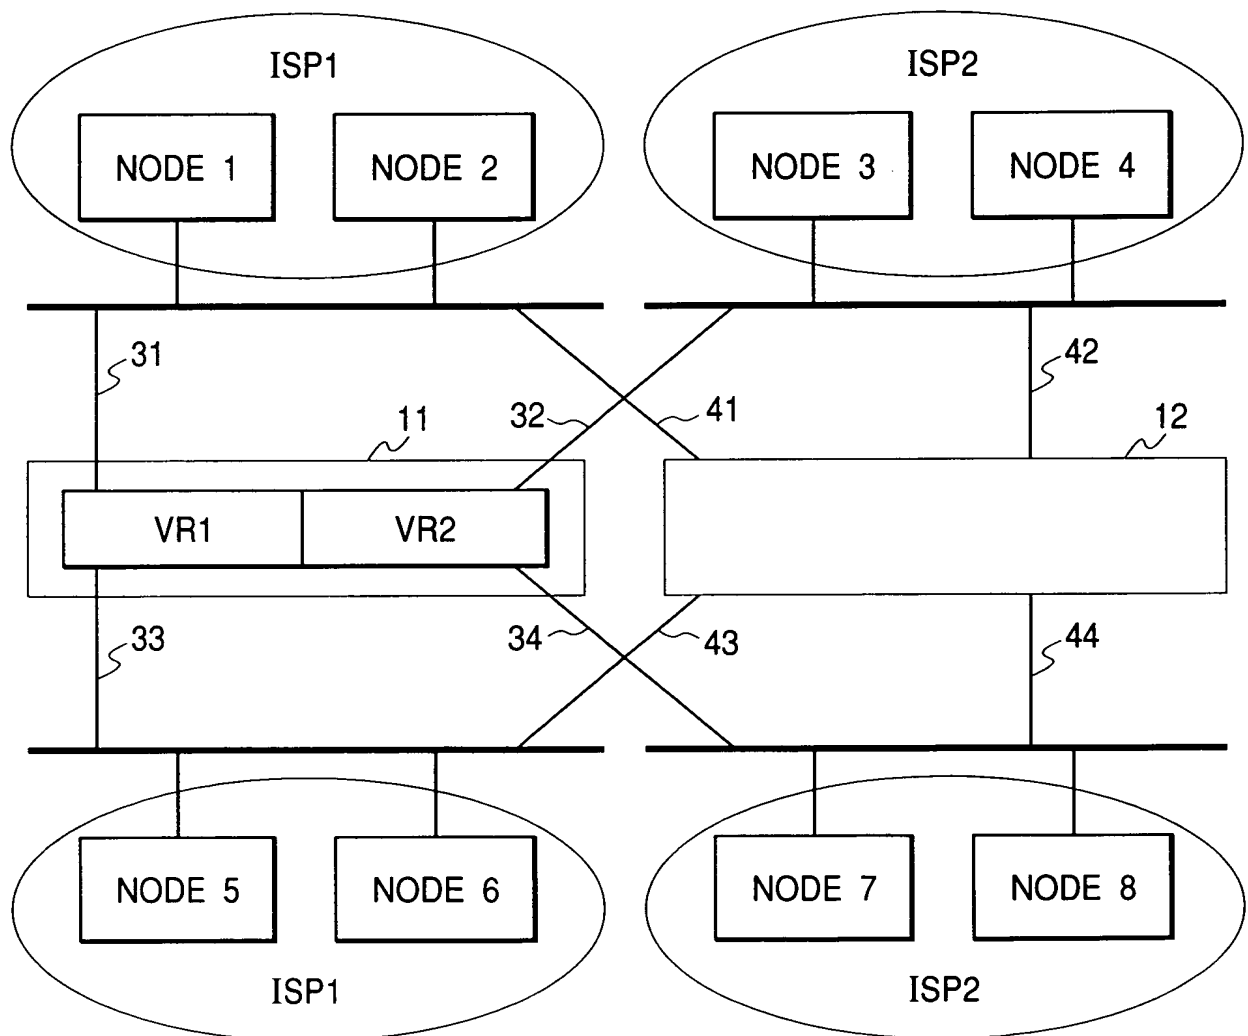 ISP1
ISP2
NODE 1
NODE 2
NODE 3
NODE 4
31
42
32
41
11
12
VR1
VR2
33
34
43
44
NODE 5
NODE 6
NODE 7
NODE 8
ISP1
ISP2